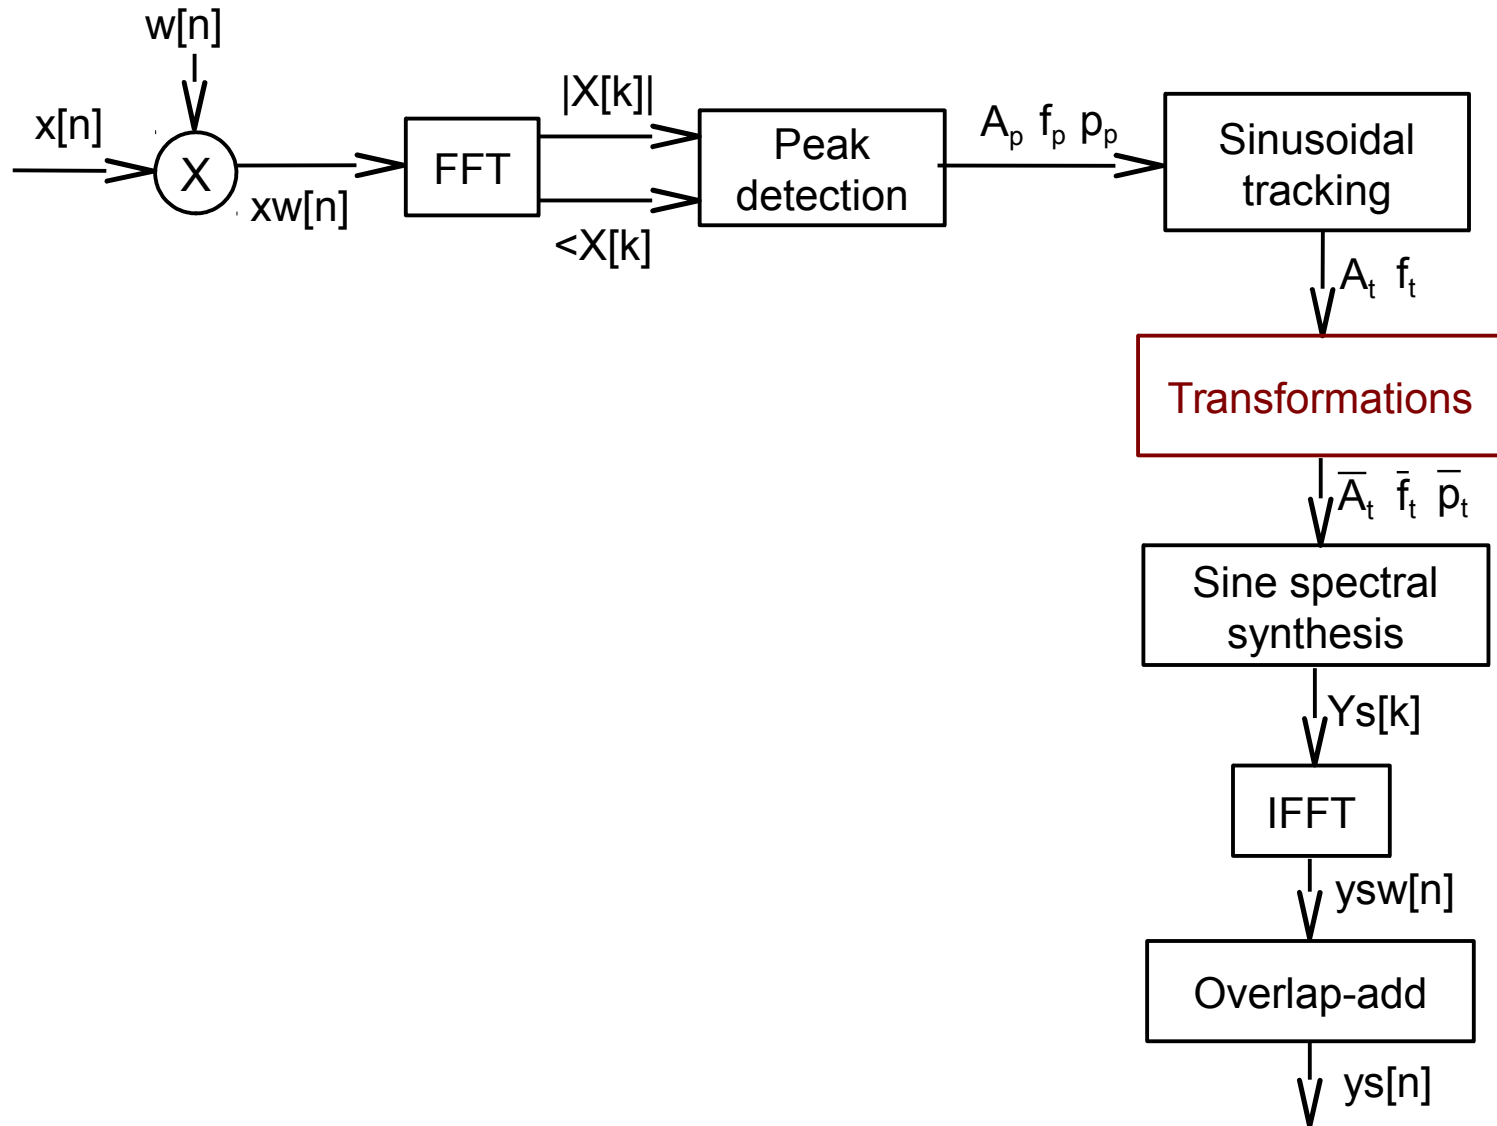 w[n]
x[n]
X
xw[n]
FFT
|X[k]|
<X[k]
Peak
detection
Aₚ fₚ pₚ
Sinusoidal
tracking
Aₜ fₜ
Transformations
A̅ₜ f̅ₜ p̅ₜ
Sine spectral
synthesis
Ys[k]
IFFT
ysw[n]
Overlap-add
ys[n]